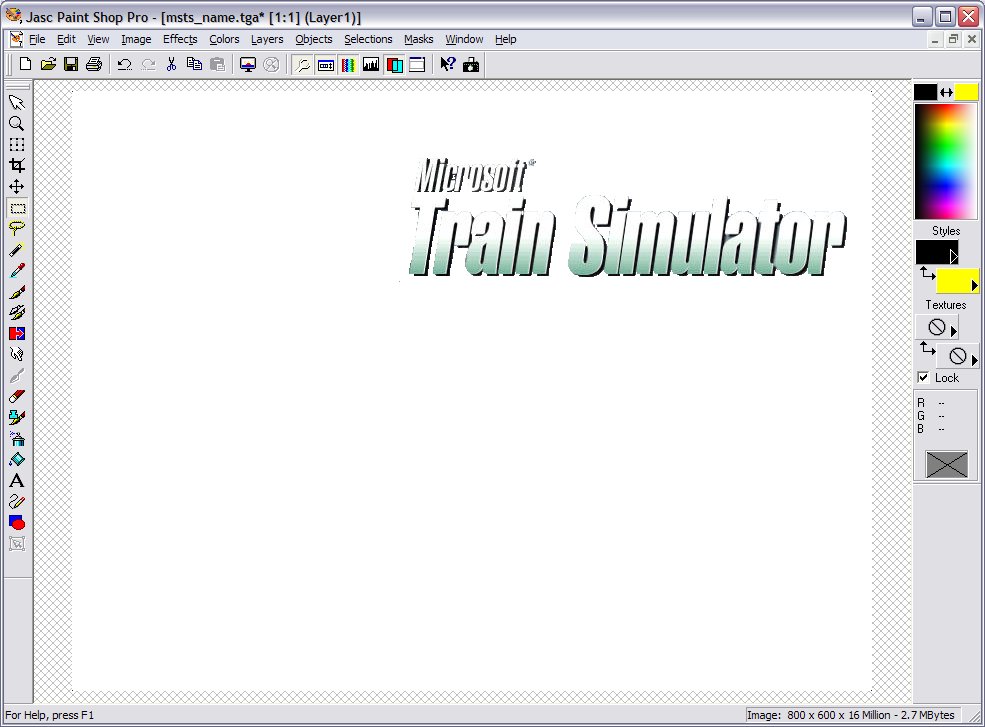 Jasc Paint Shop Pro - [msts_name.tga* [1:1] (Layer1)]
File Edit View Image Effects Colors Layers Objects Selections Masks Window Help
Microsoft®
Train Simulator
Styles
Textures
Lock
R --
G --
B --
For Help, press F1
Image: 800 x 600 x 16 Million - 2.7 MBytes